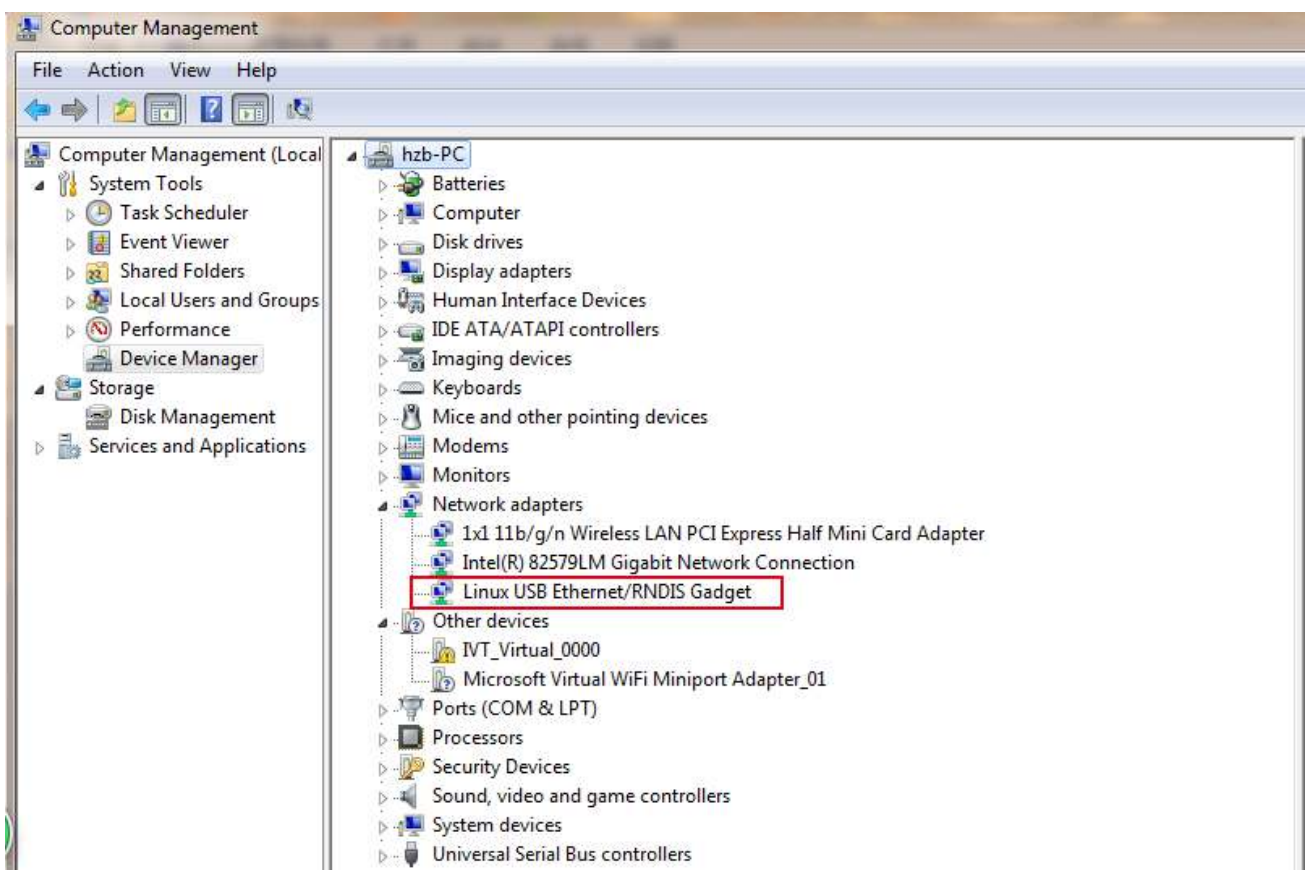 Computer Management
File Action View Help
Computer Management (Local
System Tools
Task Scheduler
Event Viewer
Shared Folders
Local Users and Groups
Performance
Device Manager
Storage
Disk Management
Services and Applications
hzb-PC
Batteries
Computer
Disk drives
Display adapters
Human Interface Devices
IDE ATA/ATAPI controllers
Imaging devices
Keyboards
Mice and other pointing devices
Modems
Monitors
Network adapters
1x1 11b/g/n Wireless LAN PCI Express Half Mini Card Adapter
Intel(R) 82579LM Gigabit Network Connection
Linux USB Ethernet/RNDIS Gadget
Other devices
IVT_Virtual_0000
Microsoft Virtual WiFi Miniport Adapter_01
Ports (COM & LPT)
Processors
Security Devices
Sound, video and game controllers
System devices
Universal Serial Bus controllers